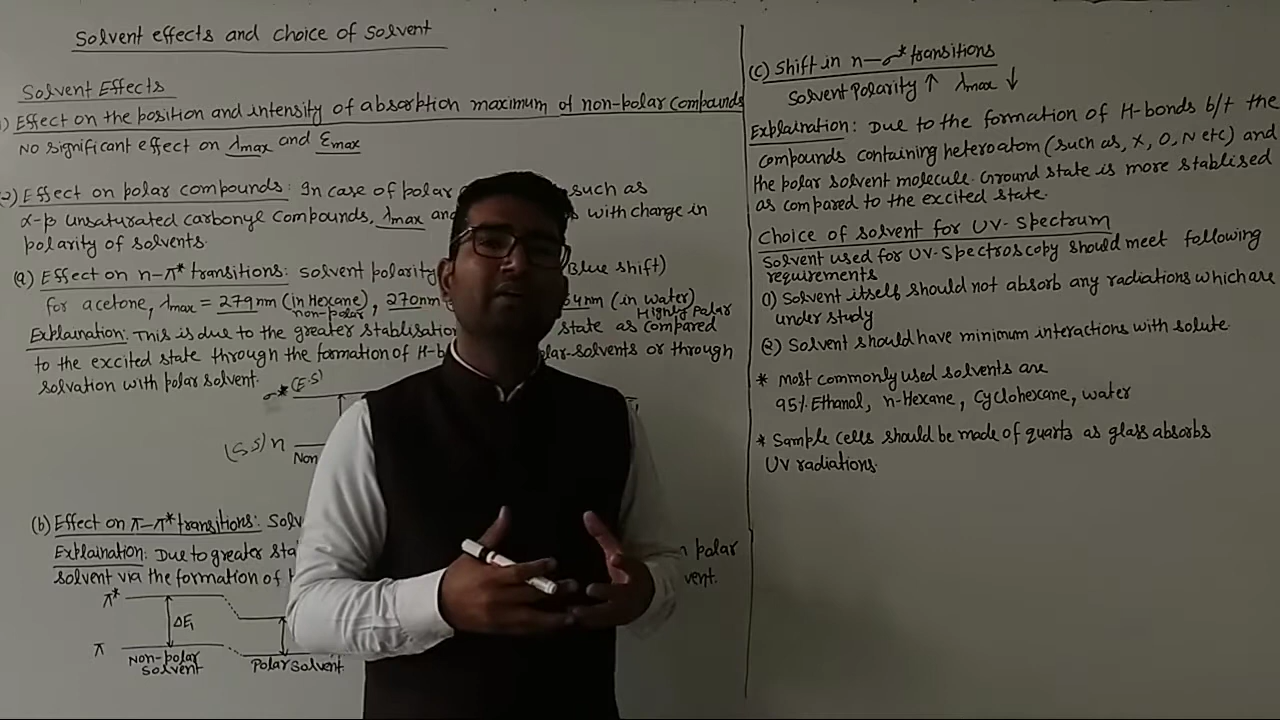 Solvent effects and choice of solvent
Solvent Effects
1) Effect on the position and intensity of absorption maximum of non-polar compounds
No significant effect on λmax and εmax
2) Effect on polar compounds: In case of polar such as
α-β unsaturated carbonyl compounds, λmax and with change in
polarity of solvents.
(a) Effect on n-π* transitions: solvent polarity (Blue shift)
for acetone, λmax = 279nm (in Hexane), 270nm 64nm (in water)
non-polar Highly Polar
Explaination: This is due to the greater stablisation state as compared
to the excited state through the formation of H-b polar-solvents or through
solvation with polar solvent.
σ* (E.S)
n
Non
(b) Effect on π-π* transitions: Solv
Explaination: Due to greater sta n polar
solvent via the formation of vent.
π*
ΔE1
π
Non-polar solvent
Polar solvent
(c) Shift in n-σ* transitions
Solvent Polarity ↑ λmax ↓
Explaination: Due to the formation of H-bonds b/t the
compounds containing heteroatom (such as, X, O, N etc) and
the polar solvent molecule. Ground state is more stablised
as compared to the excited state.
Choice of solvent for UV-Spectrum
Solvent used for UV-Spectroscopy should meet following
requirements
(1) Solvent itself should not absorb any radiations which are
under study
(2) Solvent should have minimum interactions with solute.
* Most commonly used solvents are
95% Ethanol, n-Hexane, Cyclohexane, water
* Sample cells should be made of quartz as glass absorbs
UV radiations.